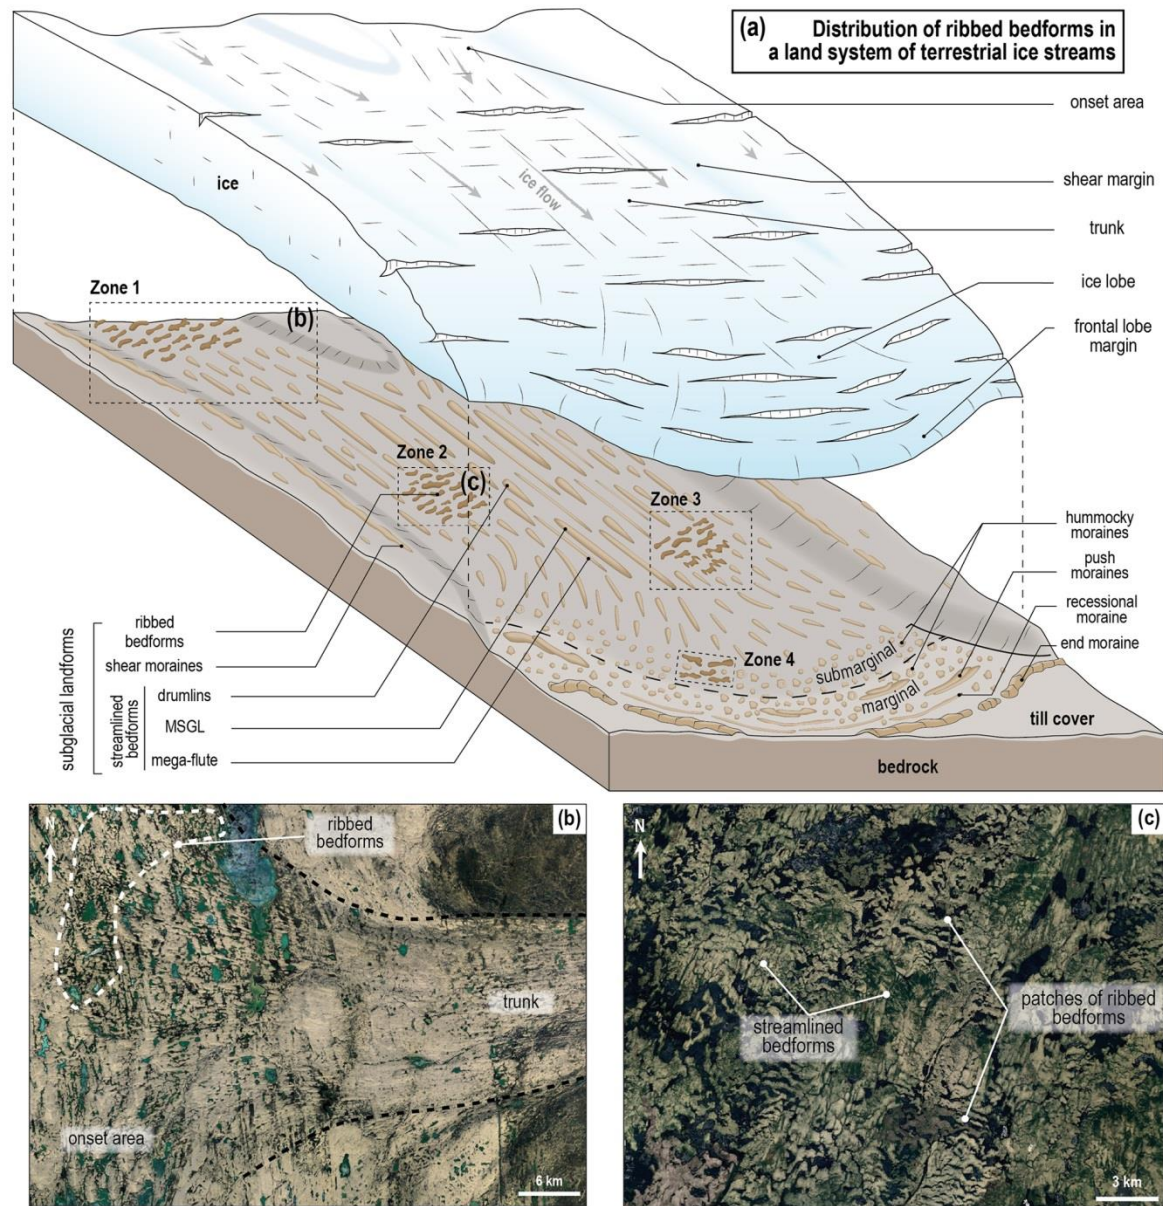 (a) Distribution of ribbed bedforms in
a land system of terrestrial ice streams
onset area
shear margin
trunk
ice lobe
frontal lobe
margin
ice
ice flow
Zone 1
(b)
Zone 2
(c)
Zone 3
Zone 4
hummocky
moraines
push
moraines
recessional
moraine
end moraine
submarginal
marginal
till cover
bedrock
subglacial landforms
ribbed
bedforms
shear moraines
streamlined
bedforms
drumlins
MSGL
mega-flute
(b)
N
ribbed
bedforms
trunk
onset area
6 km
(c)
N
streamlined
bedforms
patches of ribbed
bedforms
3 km